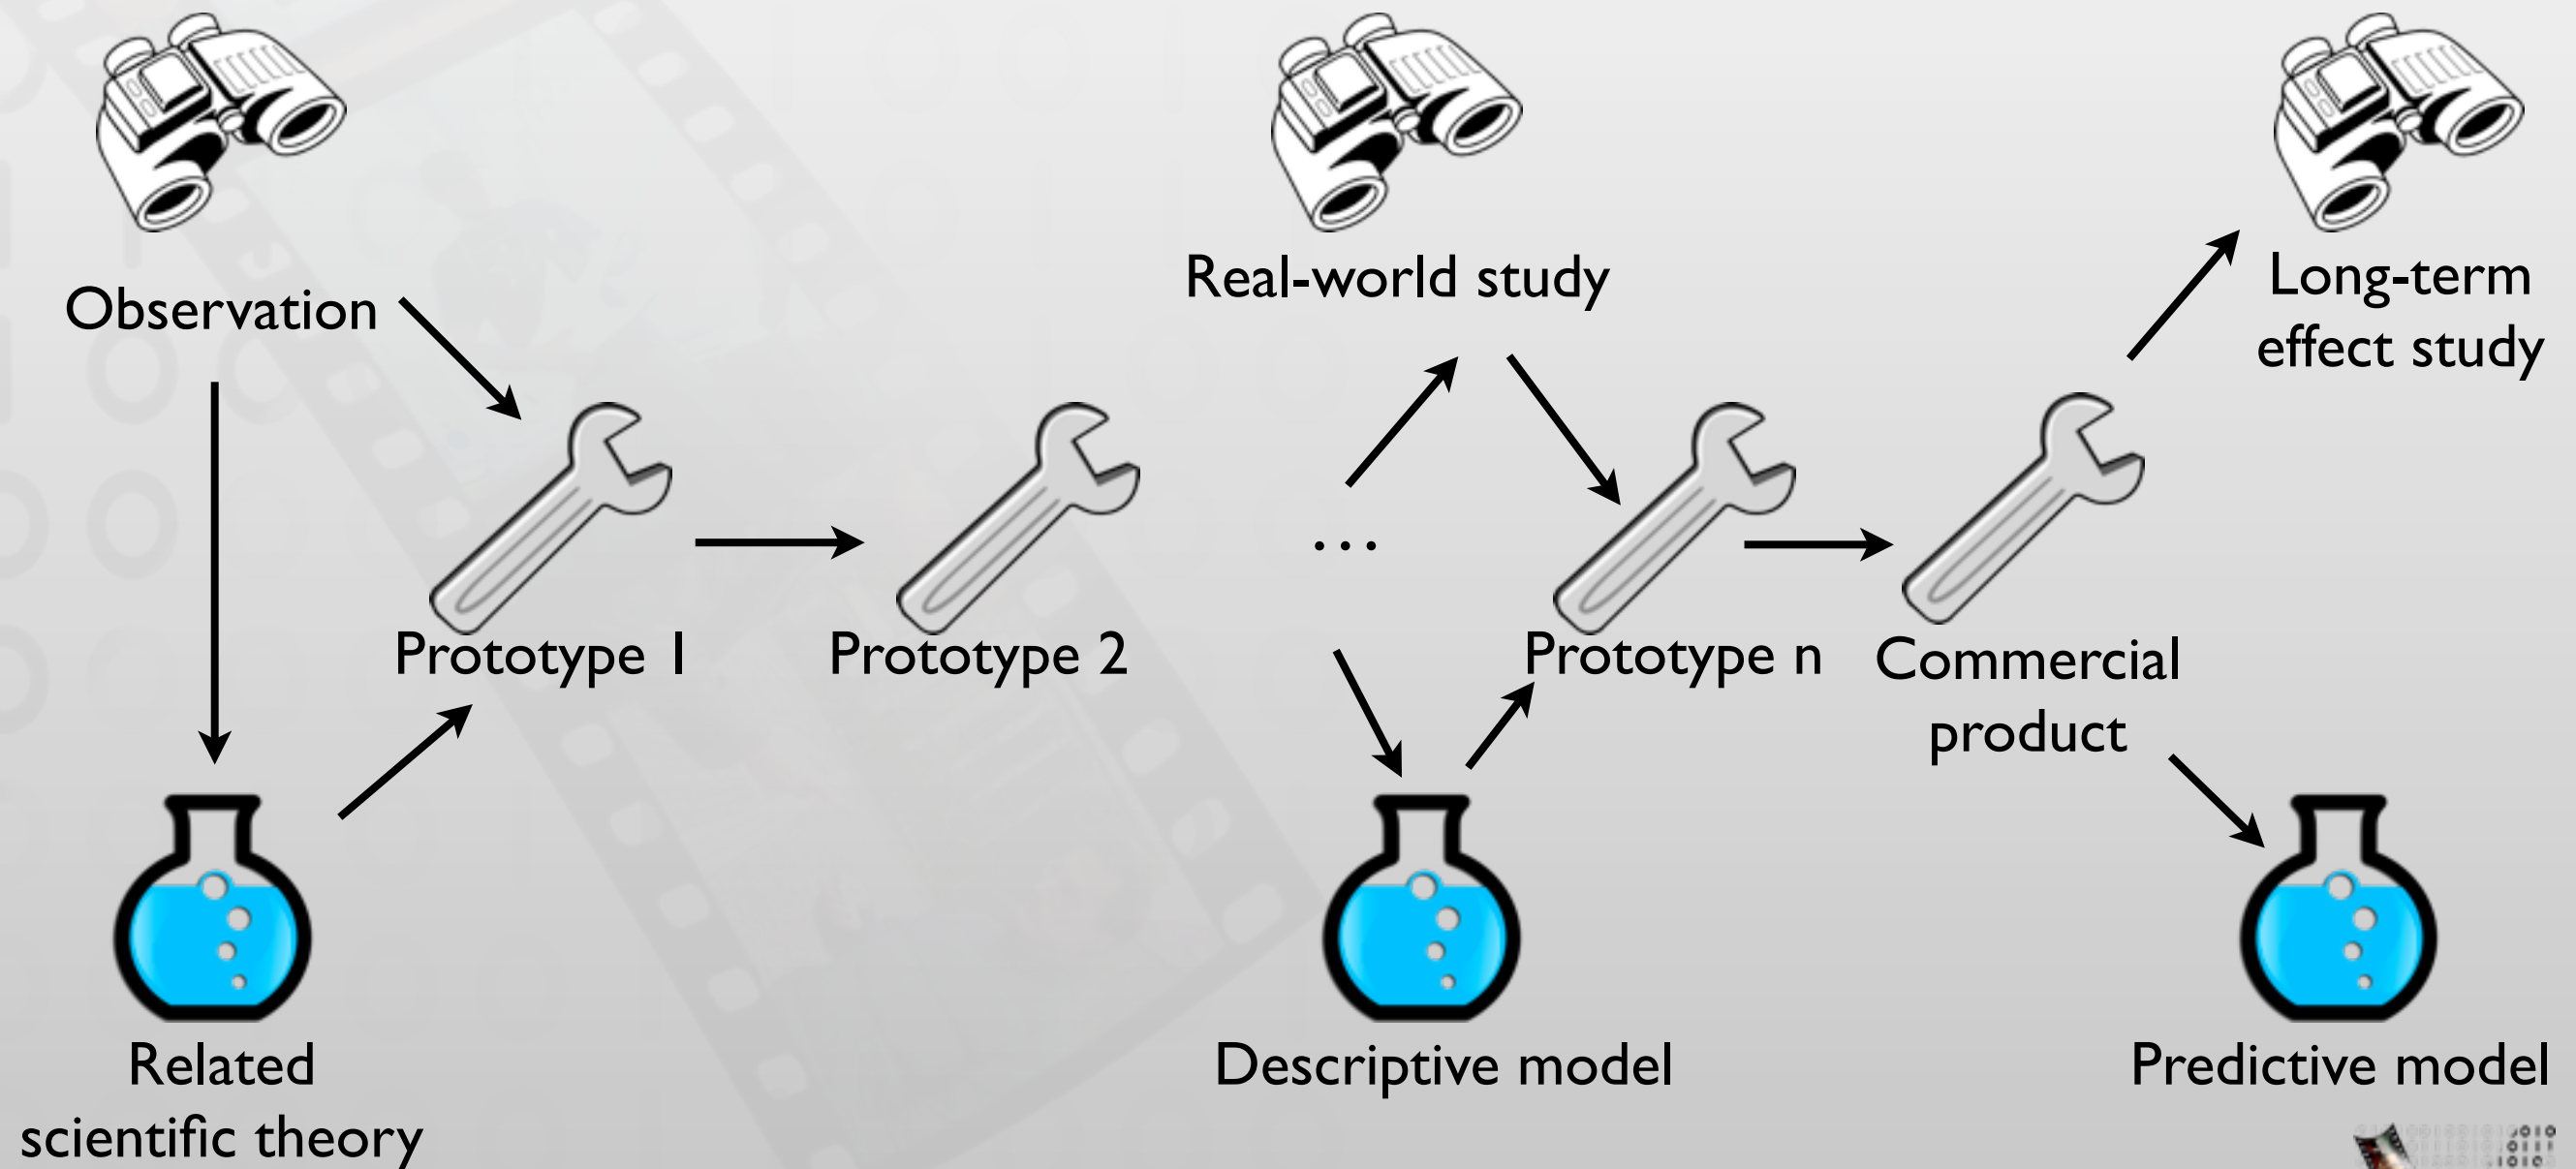 Observation
Real-world study
Long-term
effect study
Prototype 1
Prototype 2
...
Prototype n
Commercial
product
Related
scientific theory
Descriptive model
Predictive model